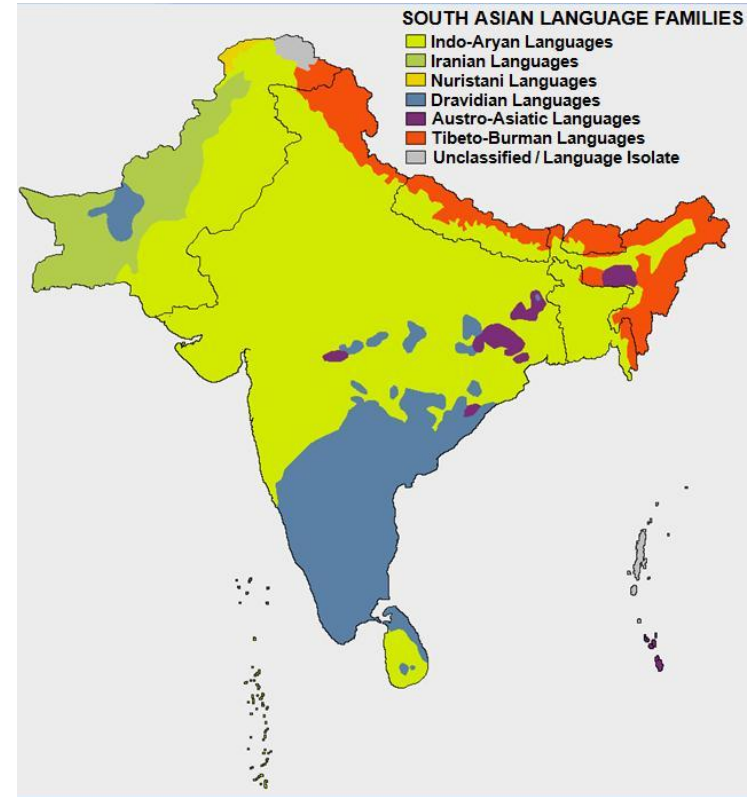 SOUTH ASIAN LANGUAGE FAMILIES
Indo-Aryan Languages
Iranian Languages
Nuristani Languages
Dravidian Languages
Austro-Asiatic Languages
Tibeto-Burman Languages
Unclassified / Language Isolate